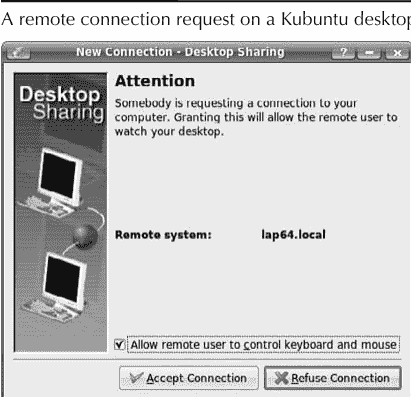 A remote connection request on a Kubuntu desktop
New Connection - Desktop Sharing
Desktop
Sharing
Attention
Somebody is requesting a connection to your
computer. Granting this will allow the remote user to
watch your desktop.
Remote system: lap64.local
Allow remote user to control keyboard and mouse
Accept Connection
Refuse Connection